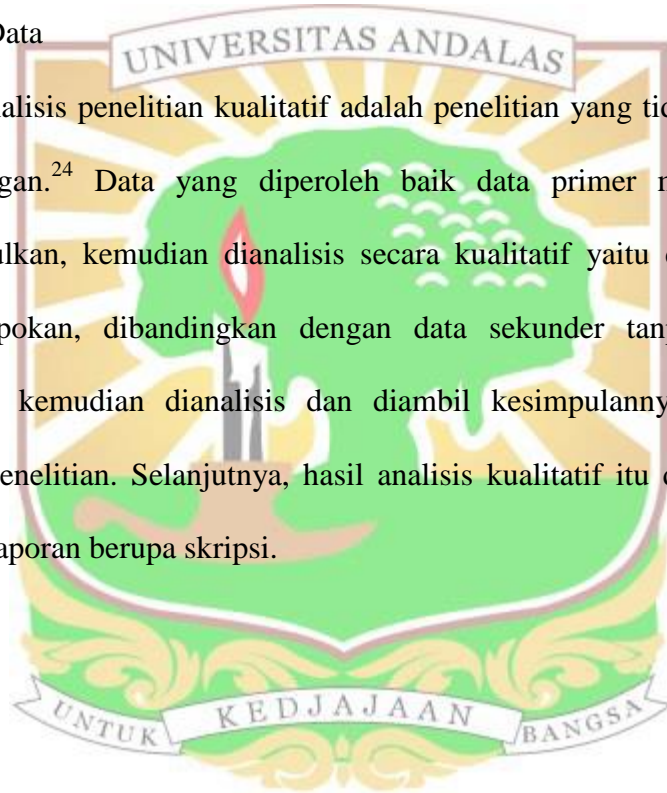 Data
UNIVERSITAS ANDALAS
alisis penelitian kualitatif adalah penelitian yang tid
gan.24 Data yang diperoleh baik data primer m
ulkan, kemudian dianalisis secara kualitatif yaitu
pokan, dibandingkan dengan data sekunder tanp
kemudian dianalisis dan diambil kesimpulanny
enelitian. Selanjutnya, hasil analisis kualitatif itu
aporan berupa skripsi.
UNTUK KEDJAJAAN BANGSA